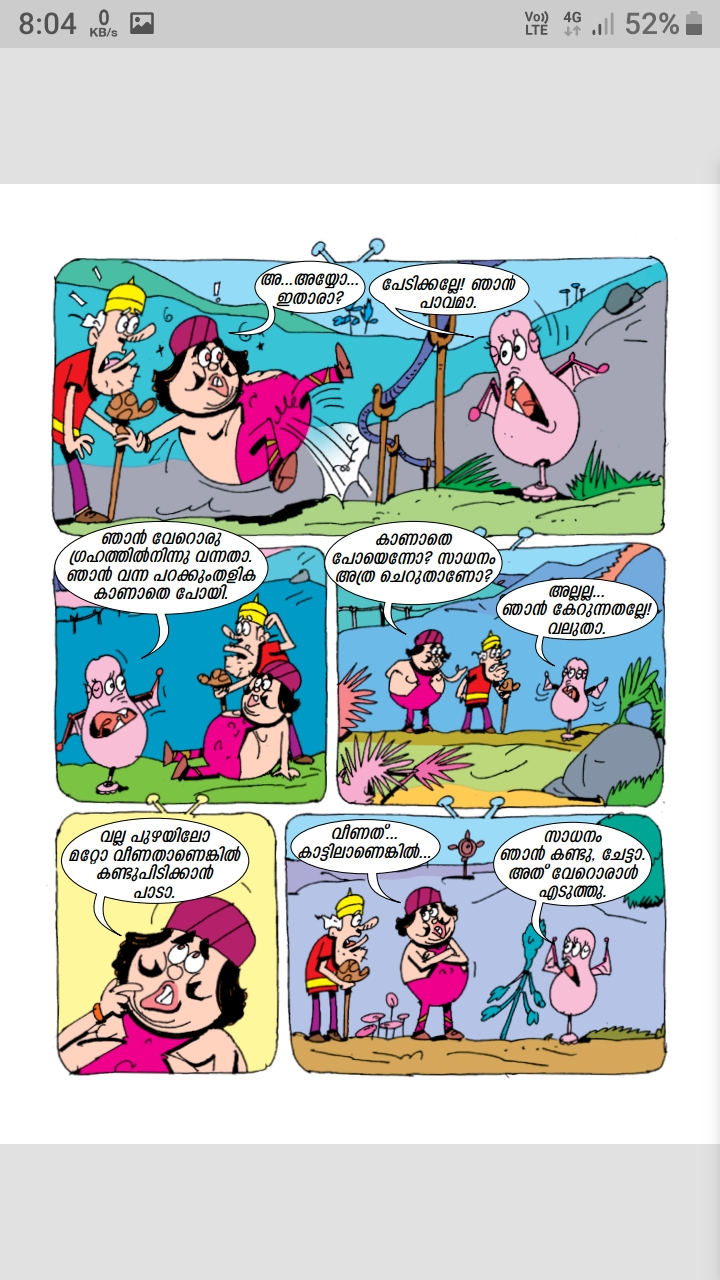 8:04
0
KB/s
Vo))
LTE
4G
52%
അ...അയ്യോ...
ഇതാരാ?
പേടിക്കല്ലേ! ഞാൻ
പാവമാ.
!
ഞാൻ വേറൊരു
ഗ്രഹത്തിൽനിന്നു വന്നതാ.
ഞാൻ വന്ന പറക്കുംതളിക
കാണാതെ പോയി.
കാണാതെ
പോയെന്നോ? സാധനം
അത്ര ചെറുതാണോ?
അല്ലല്ല...
ഞാൻ കേറുന്നതല്ലേ!
വലുതാ.
വല്ല പുഴയിലോ
മറ്റോ വീണതാണെങ്കിൽ
കണ്ടുപിടിക്കാൻ
പാടാ.
വീണത്...
കാട്ടിലാണെങ്കിൽ...
സാധനം
ഞാൻ കണ്ടു, ചേട്ടാ.
അത് വേറൊരാൾ
എടുത്തു.